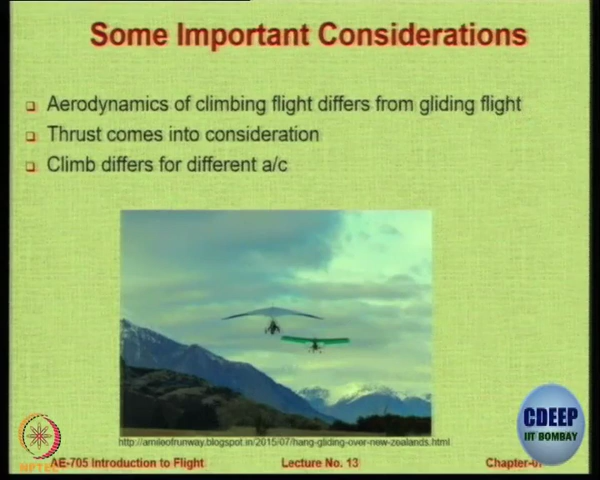 Some Important Considerations
Aerodynamics of climbing flight differs from gliding flight
Thrust comes into consideration
Climb differs for different a/c
http://amileofrunway.blogspot.in/2015/07/hang-gliding-over-new-zealands.html
CDEEP
IIT BOMBAY
NPTEL
AE-705 Introduction to Flight Lecture No. 13 Chapter-07